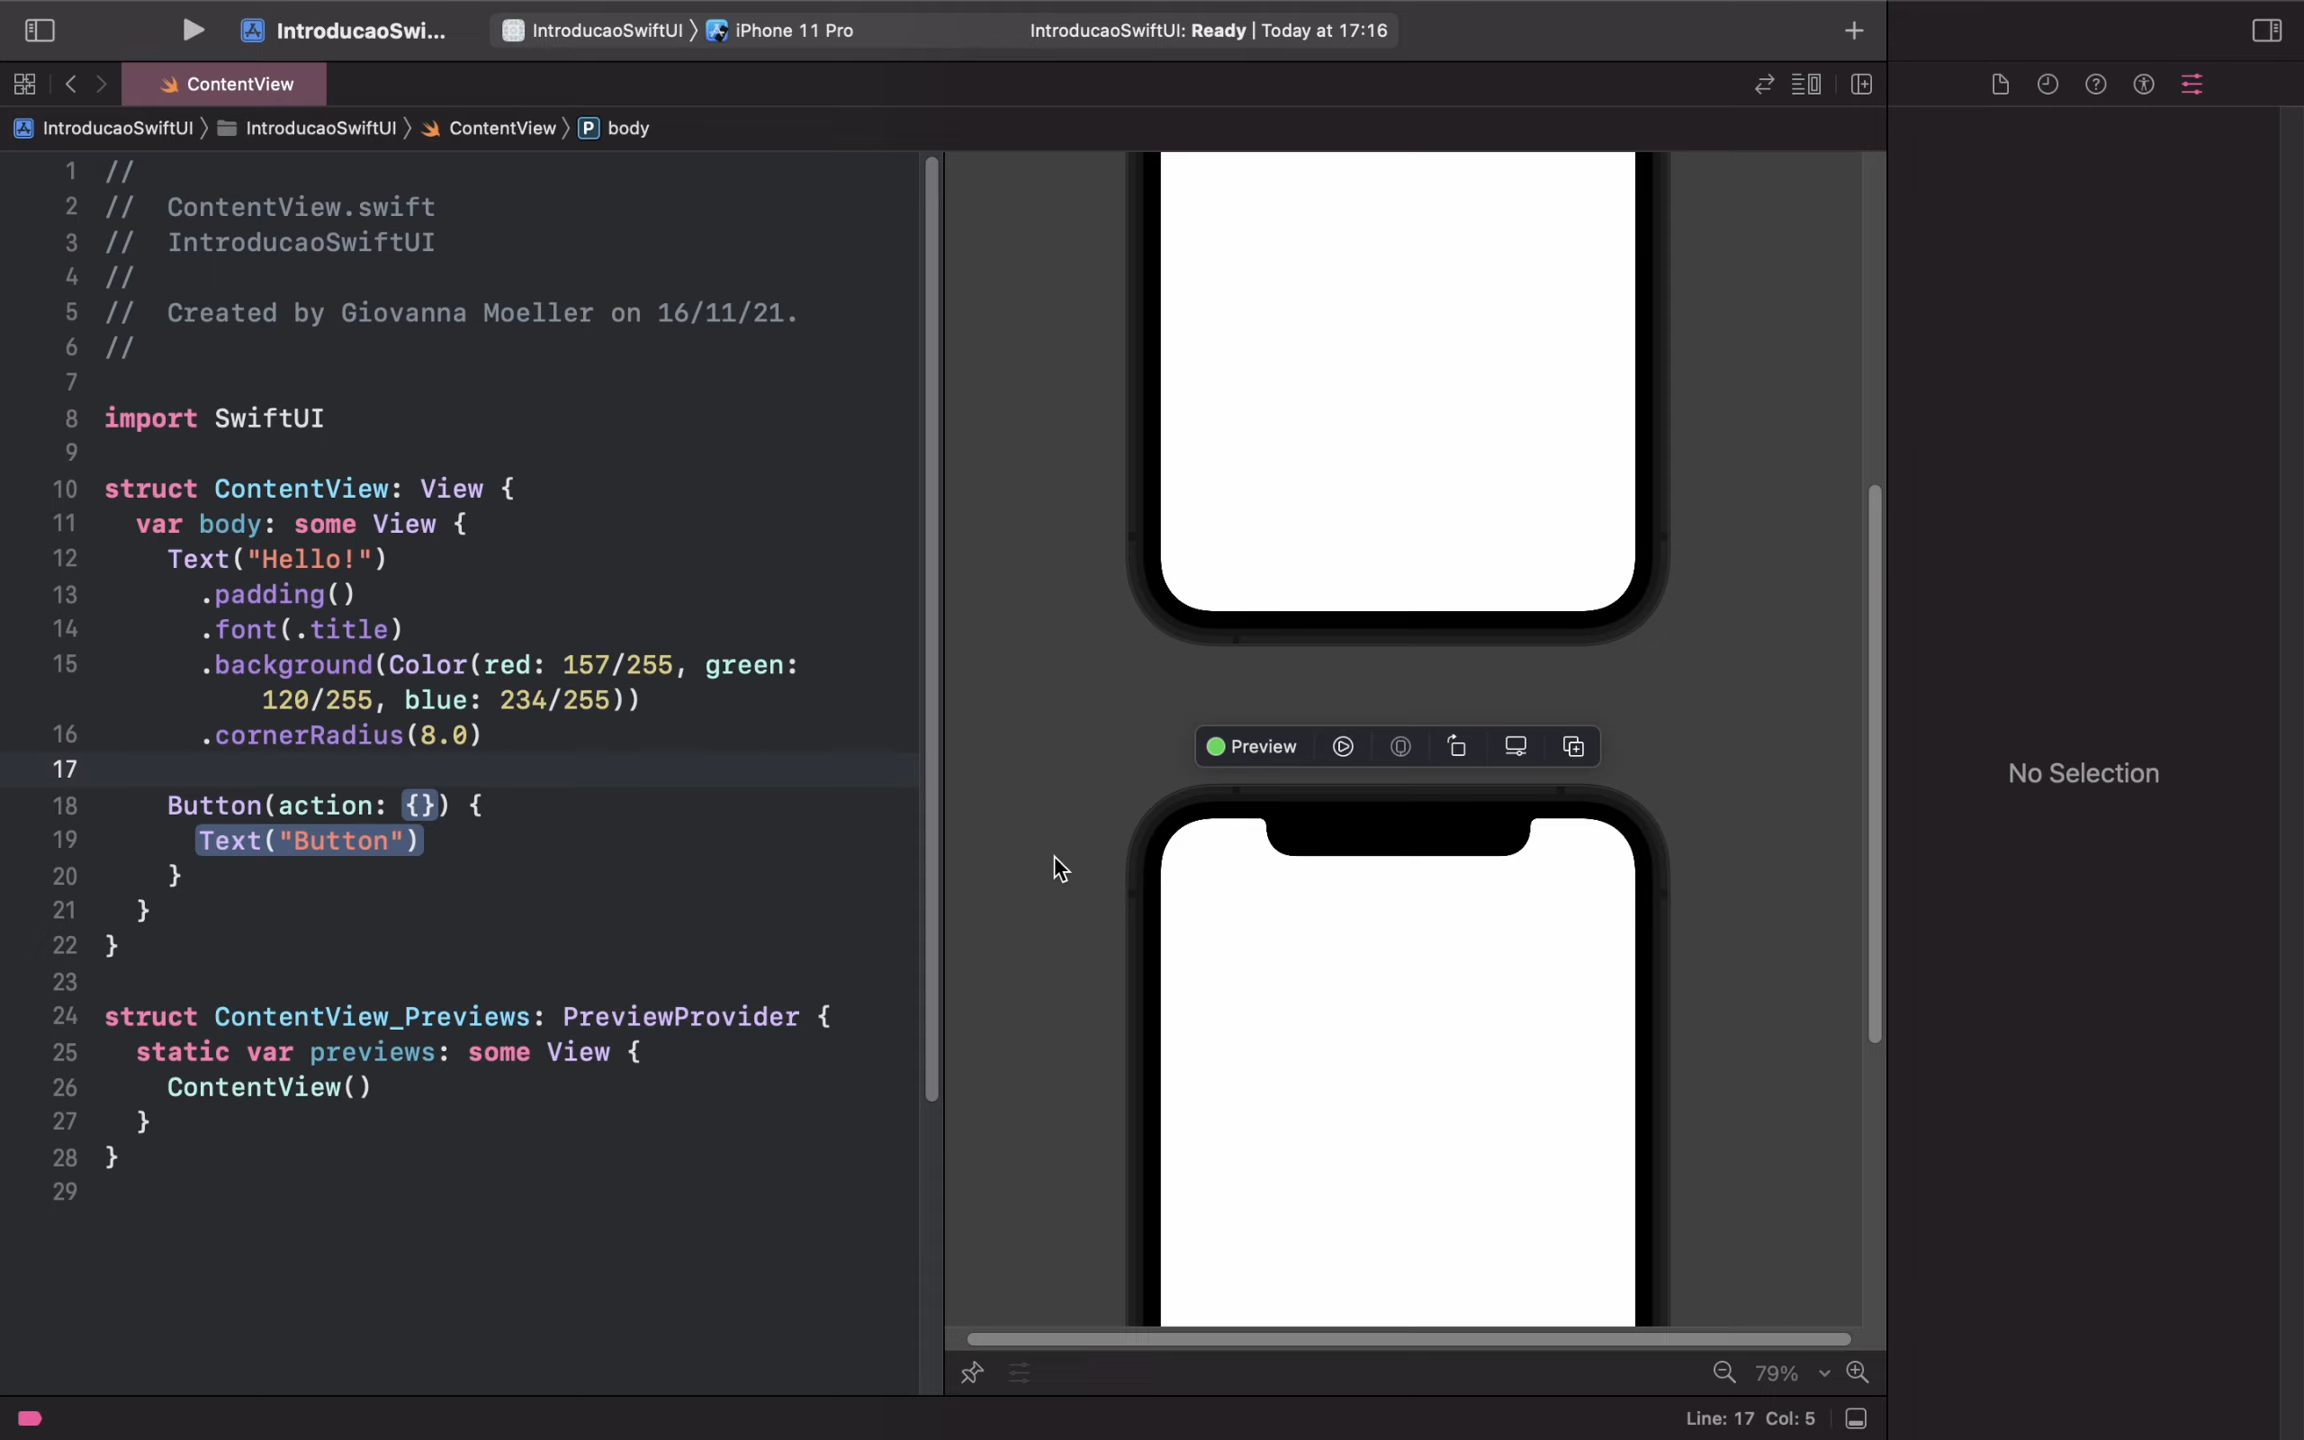 IntroducaoSwi...
IntroducaoSwiftUI
iPhone 11 Pro
IntroducaoSwiftUI: Ready | Today at 17:16
ContentView
IntroducaoSwiftUI
IntroducaoSwiftUI
ContentView
P
body
1 //
2 //  ContentView.swift
3 //  IntroducaoSwiftUI
4 //
5 //  Created by Giovanna Moeller on 16/11/21.
6 //
7
8 import SwiftUI
9
10 struct ContentView: View {
11   var body: some View {
12     Text("Hello!")
13       .padding()
14       .font(.title)
15       .background(Color(red: 157/255, green:
120/255, blue: 234/255))
16       .cornerRadius(8.0)
17
18     Button(action: {}) {
19       Text("Button")
20     }
21   }
22 }
23
24 struct ContentView_Previews: PreviewProvider {
25   static var previews: some View {
26     ContentView()
27   }
28 }
29
Preview
79%
No Selection
Line: 17 Col: 5